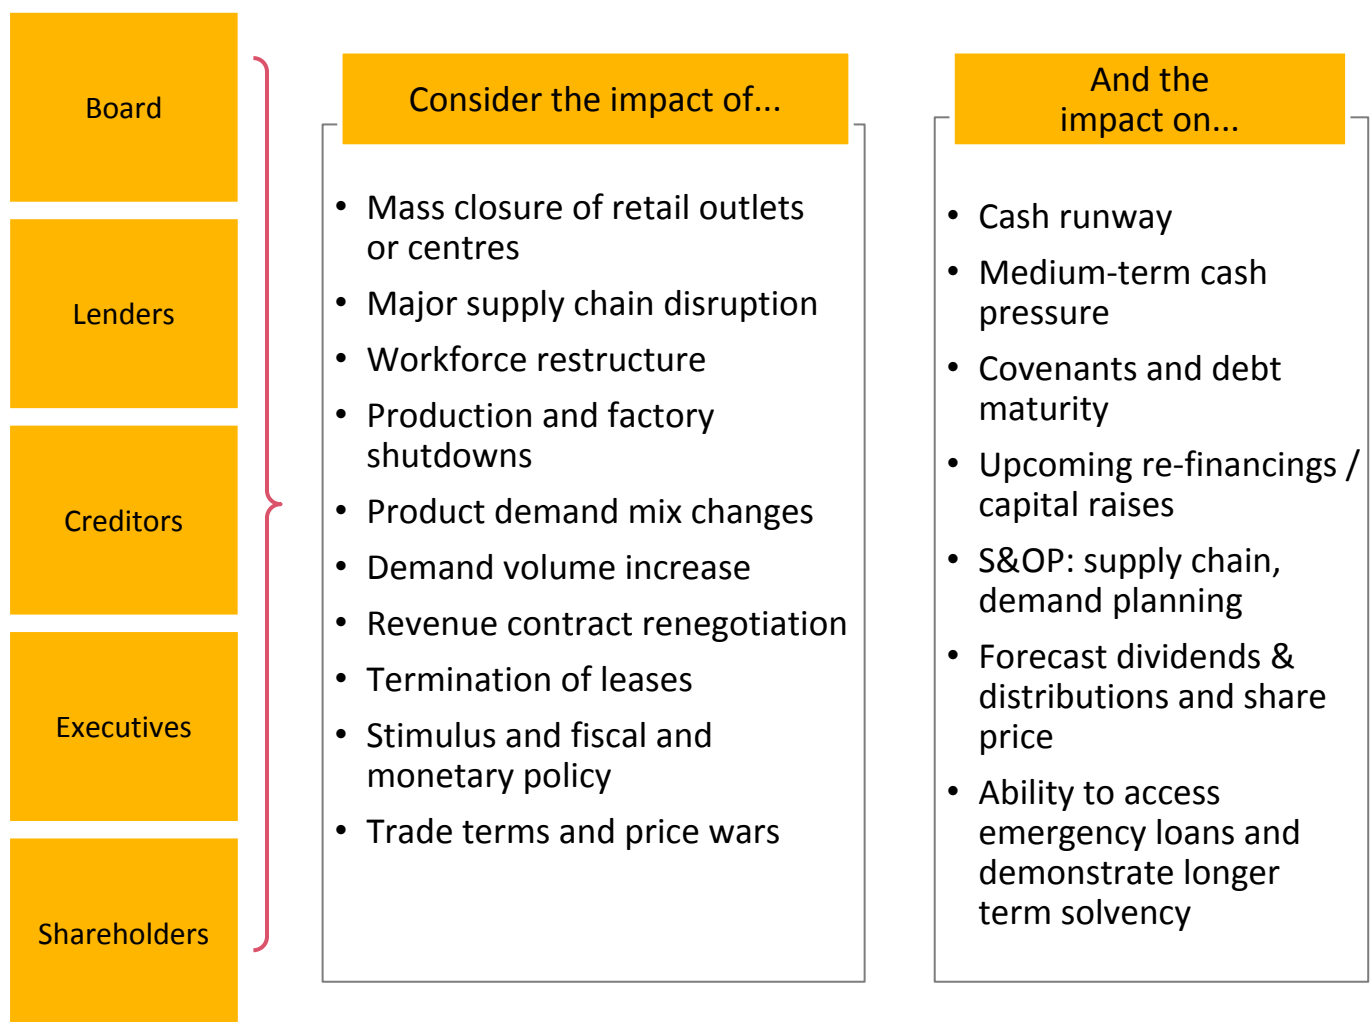 Board
Lenders
Creditors
Executives
Shareholders
Consider the impact of...
• Mass closure of retail outlets
or centres
• Major supply chain disruption
• Workforce restructure
• Production and factory
shutdowns
• Product demand mix changes
• Demand volume increase
• Revenue contract renegotiation
• Termination of leases
• Stimulus and fiscal and
monetary policy
• Trade terms and price wars
And the
impact on...
• Cash runway
• Medium-term cash
pressure
• Covenants and debt
maturity
• Upcoming re-financings /
capital raises
• S&OP: supply chain,
demand planning
• Forecast dividends &
distributions and share
price
• Ability to access
emergency loans and
demonstrate longer
term solvency